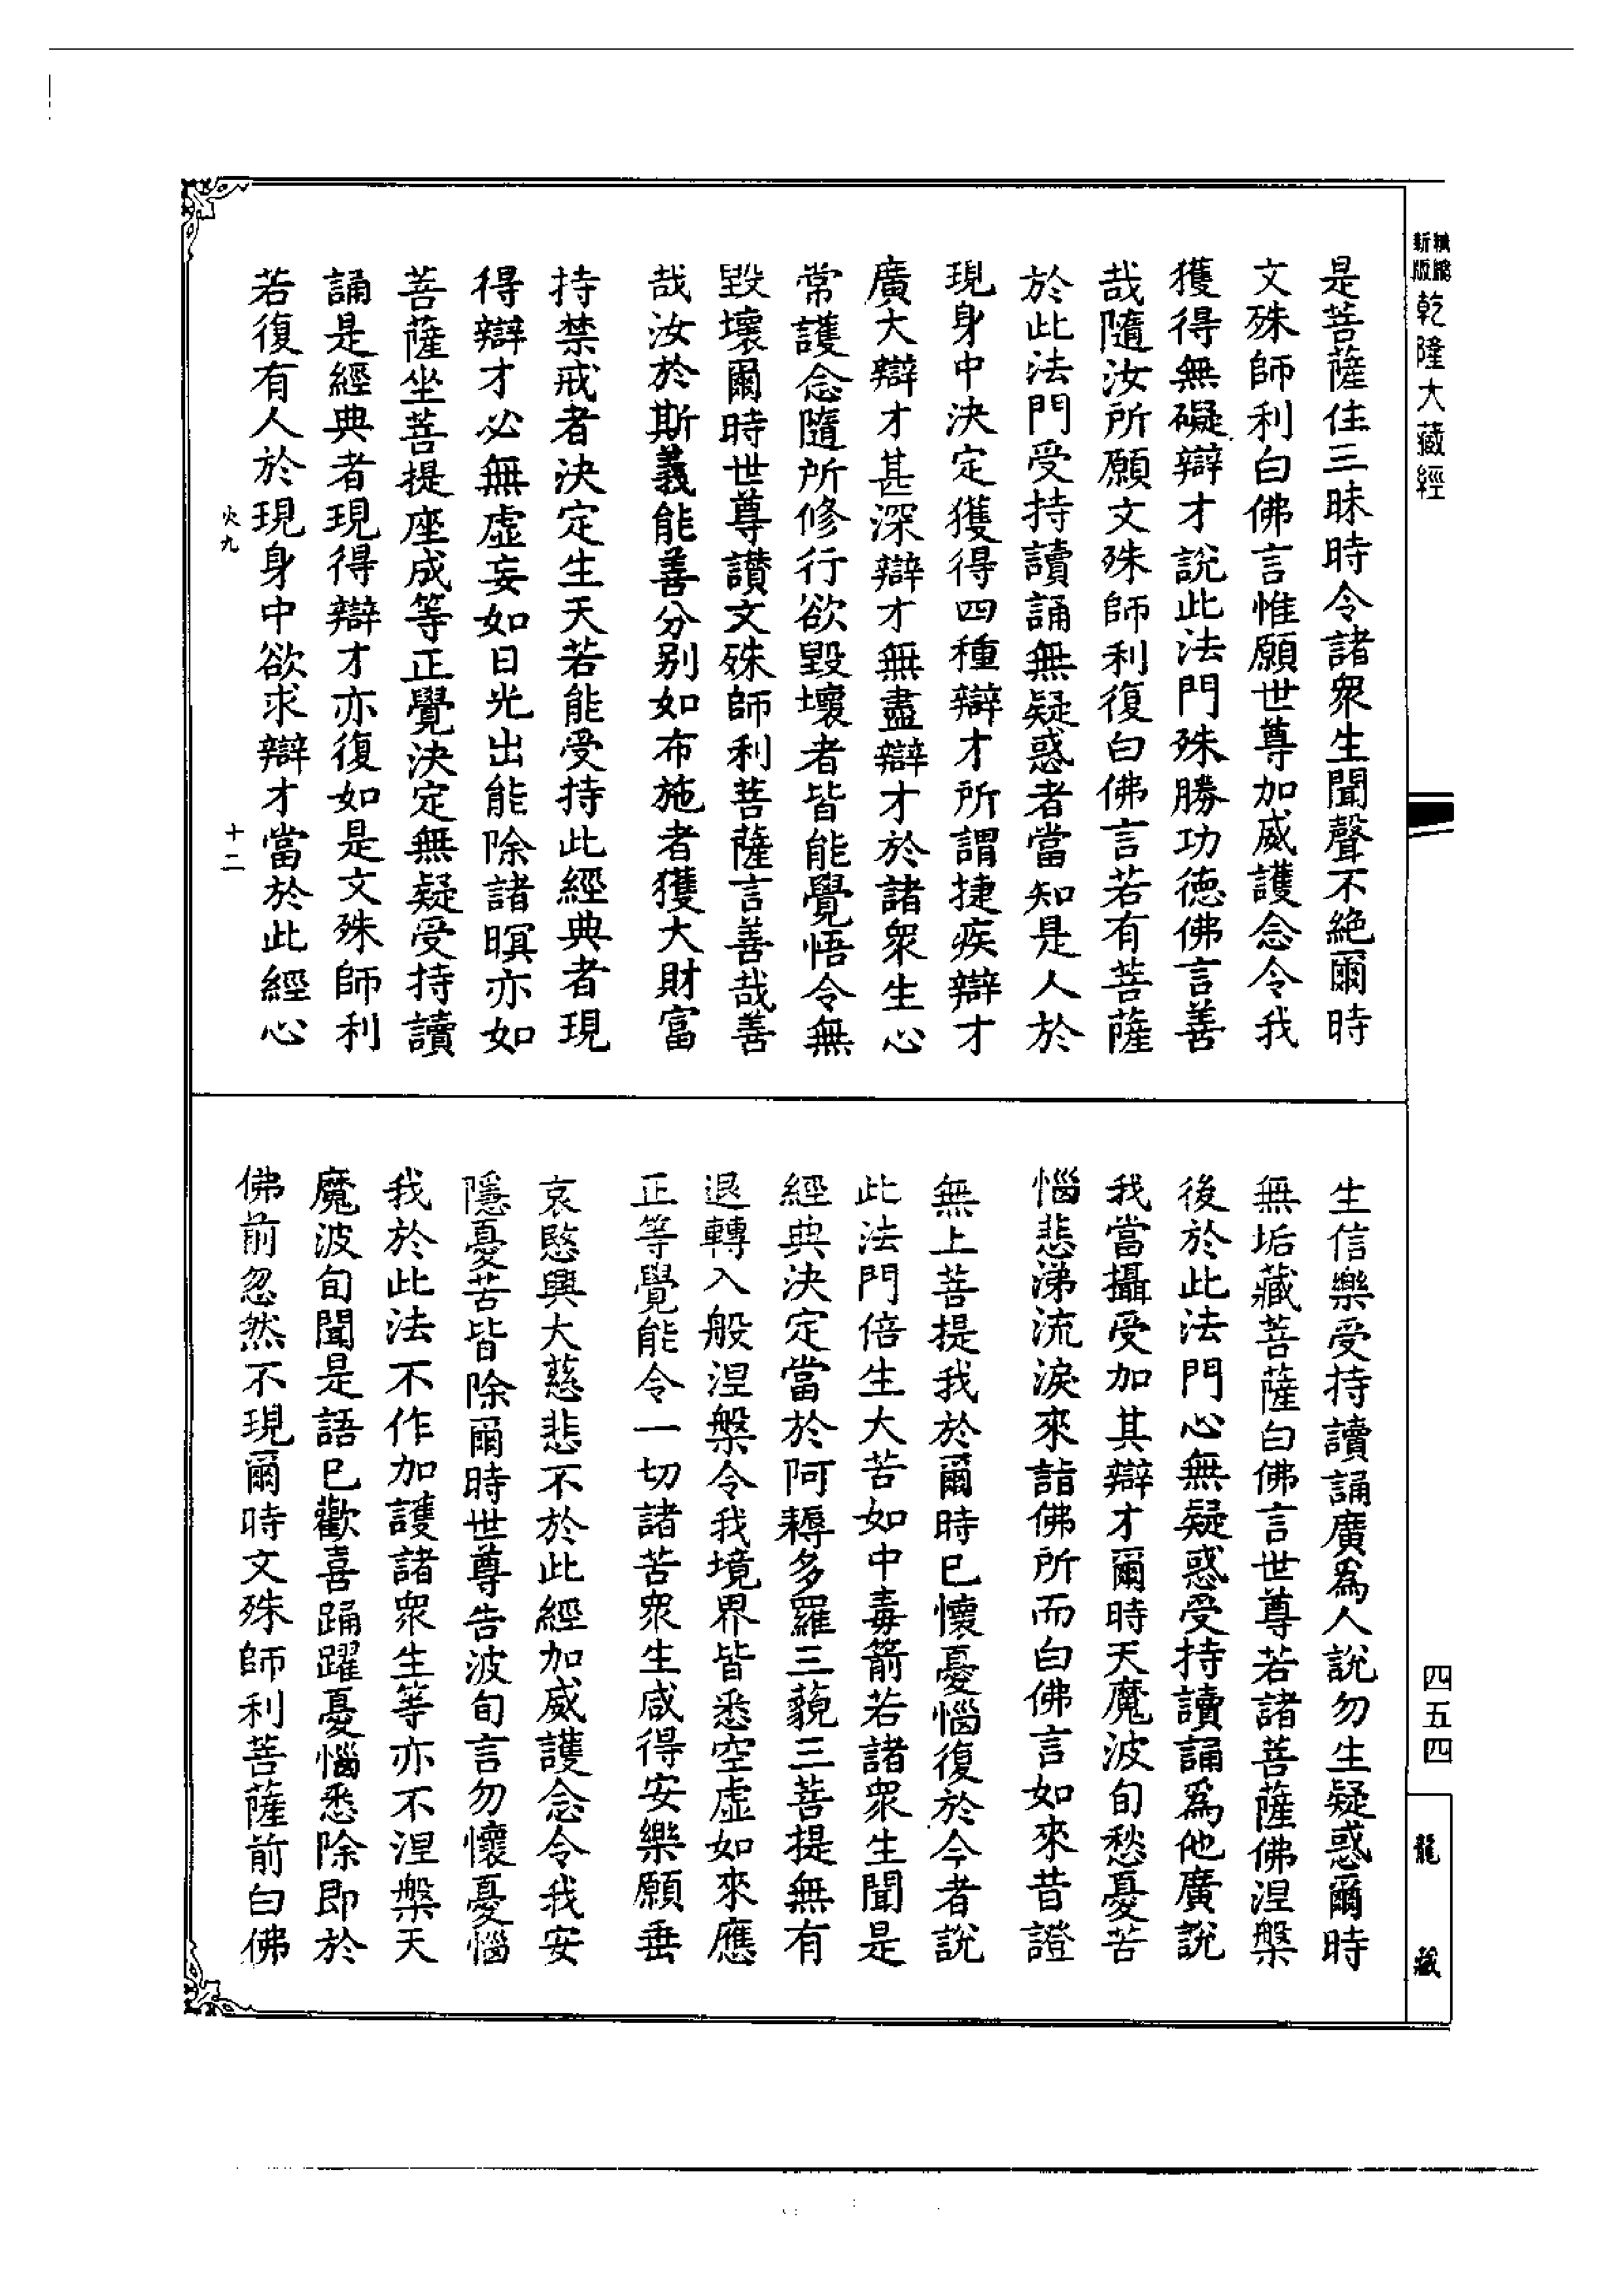 新版
精縮
乾隆大藏經
是菩薩住三昧時令諸衆生聞聲不絶爾時
文殊師利白佛言惟願世尊加威護念令我
獲得無礙辯才說此法門殊勝功德佛言善
哉隨汝所願文殊師利復白佛言若有菩薩
於此法門受持讀誦無疑惑者當知是人於
現身中決定獲得四種辯才所謂捷疾辯才
廣大辯才甚深辯才無盡辯才於諸衆生心
常護念隨所修行欲毀壞者皆能覺悟令無
毀壞爾時世尊讃文殊師利菩薩言善哉善
哉汝於斯義能善分别如布施者獲大財富
持禁戒者決定生天若能受持此經典者現
得辯才必無虛妄如日光出能除諸暝亦如
菩薩坐菩提座成等正覺決定無疑受持讀
誦是經典者現得辯才亦復如是文殊師利
若復有人於現身中欲求辯才當於此經心
火九
十二
生信樂受持讀誦廣為人說勿生疑惑爾時
無垢藏菩薩白佛言世尊若諸菩薩佛涅槃
後於此法門心無疑惑受持讀誦為他廣說
我當攝受加其辯才爾時天魔波旬愁憂苦
惱悲涕流淚來詣佛所而白佛言如來昔證
無上菩提我於爾時已懷憂惱復於今者說
此法門倍生大苦如中毒箭若諸衆生聞是
經典決定當於阿耨多羅三藐三菩提無有
退轉入般涅槃令我境界皆悉空虛如來應
正等覺能令一切諸苦衆生咸得安樂願垂
哀愍興大慈悲不於此經加威護念令我安
隱憂苦皆除爾時世尊告波旬言勿懷憂惱
我於此法不作加護諸衆生等亦不涅槃天
魔波旬聞是語已歡喜踊躍憂惱悉除即於
佛前忽然不現爾時文殊師利菩薩前白佛
四五四
龍藏